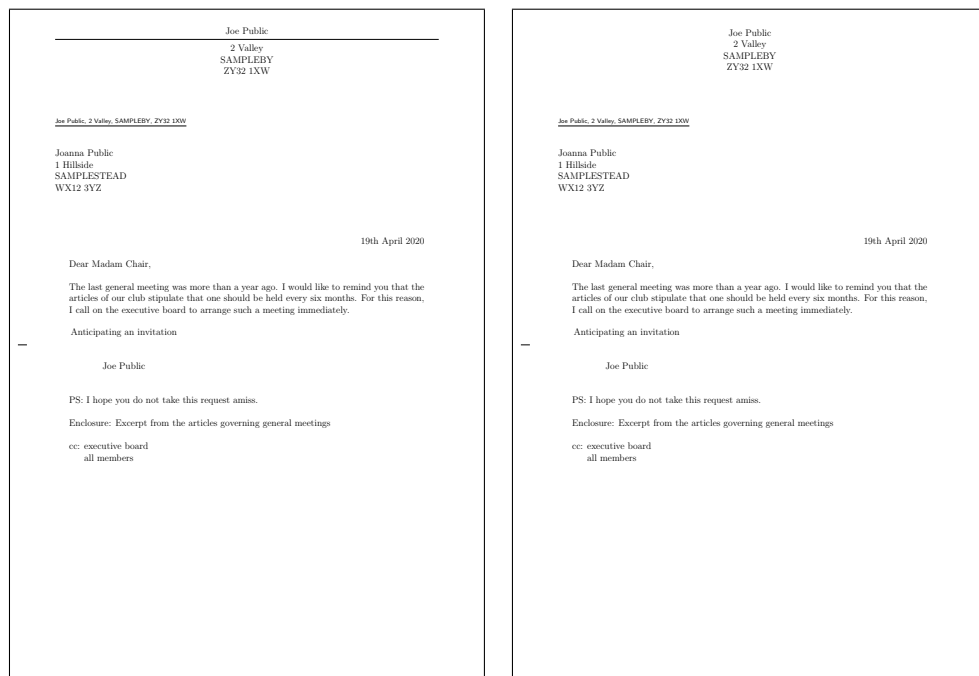 Joe Public
2 Valley
SAMPLEBY
ZY32 1XW
Joe Public, 2 Valley, SAMPLEBY, ZY32 1XW
Joanna Public
1 Hillside
SAMPLESTEAD
WX12 3YZ
19th April 2020
Dear Madam Chair,
The last general meeting was more than a year ago. I would like to remind you that the
articles of our club stipulate that one should be held every six months. For this reason,
I call on the executive board to arrange such a meeting immediately.
Anticipating an invitation
Joe Public
PS: I hope you do not take this request amiss.
Enclosure: Excerpt from the articles governing general meetings
cc: executive board
all members
Joe Public
2 Valley
SAMPLEBY
ZY32 1XW
Joe Public, 2 Valley, SAMPLEBY, ZY32 1XW
Joanna Public
1 Hillside
SAMPLESTEAD
WX12 3YZ
19th April 2020
Dear Madam Chair,
The last general meeting was more than a year ago. I would like to remind you that the
articles of our club stipulate that one should be held every six months. For this reason,
I call on the executive board to arrange such a meeting immediately.
Anticipating an invitation
Joe Public
PS: I hope you do not take this request amiss.
Enclosure: Excerpt from the articles governing general meetings
cc: executive board
all members